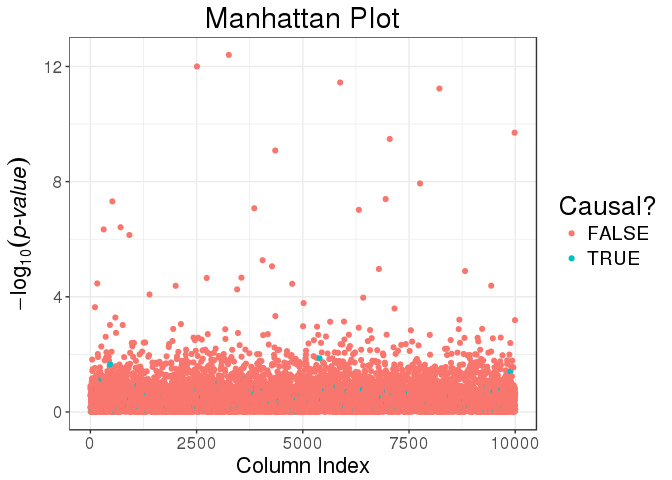 Manhattan Plot
12
8
4
0
−log10(p-value)
0 2500 5000 7500 10000
Column Index
Causal?
FALSE
TRUE